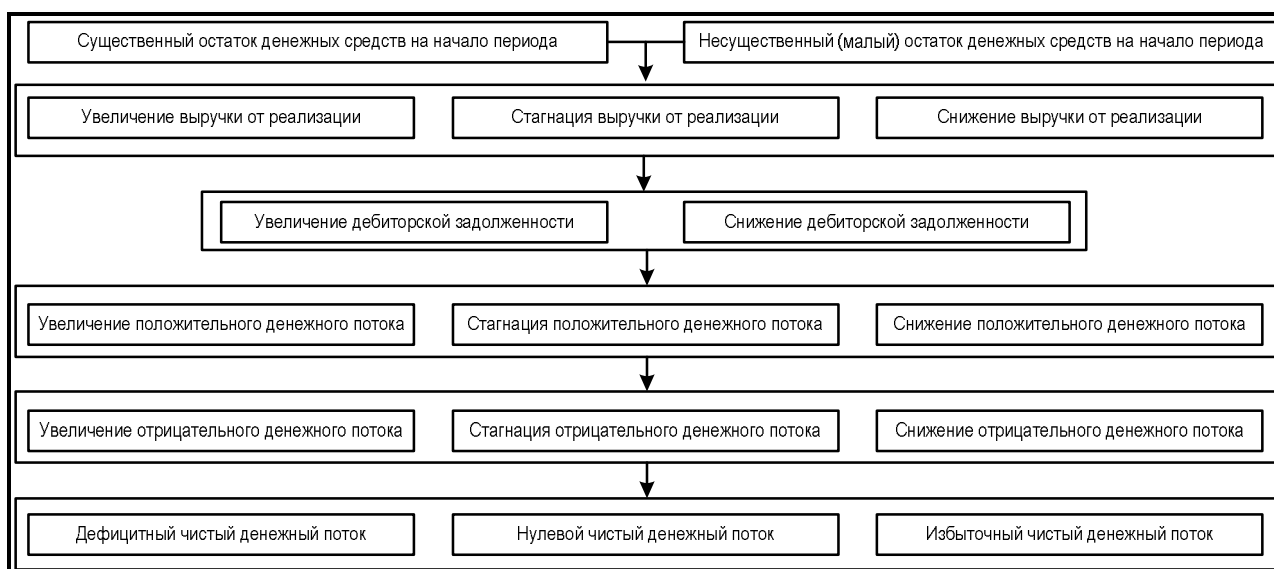 Существенный остаток денежных средств на начало периода
Несущественный (малый) остаток денежных средств на начало периода
Увеличение выручки от реализации
Стагнация выручки от реализации
Снижение выручки от реализации
Увеличение дебиторской задолженности
Снижение дебиторской задолженности
Увеличение положительного денежного потока
Стагнация положительного денежного потока
Снижение положительного денежного потока
Увеличение отрицательного денежного потока
Стагнация отрицательного денежного потока
Снижение отрицательного денежного потока
Дефицитный чистый денежный поток
Нулевой чистый денежный поток
Избыточный чистый денежный поток